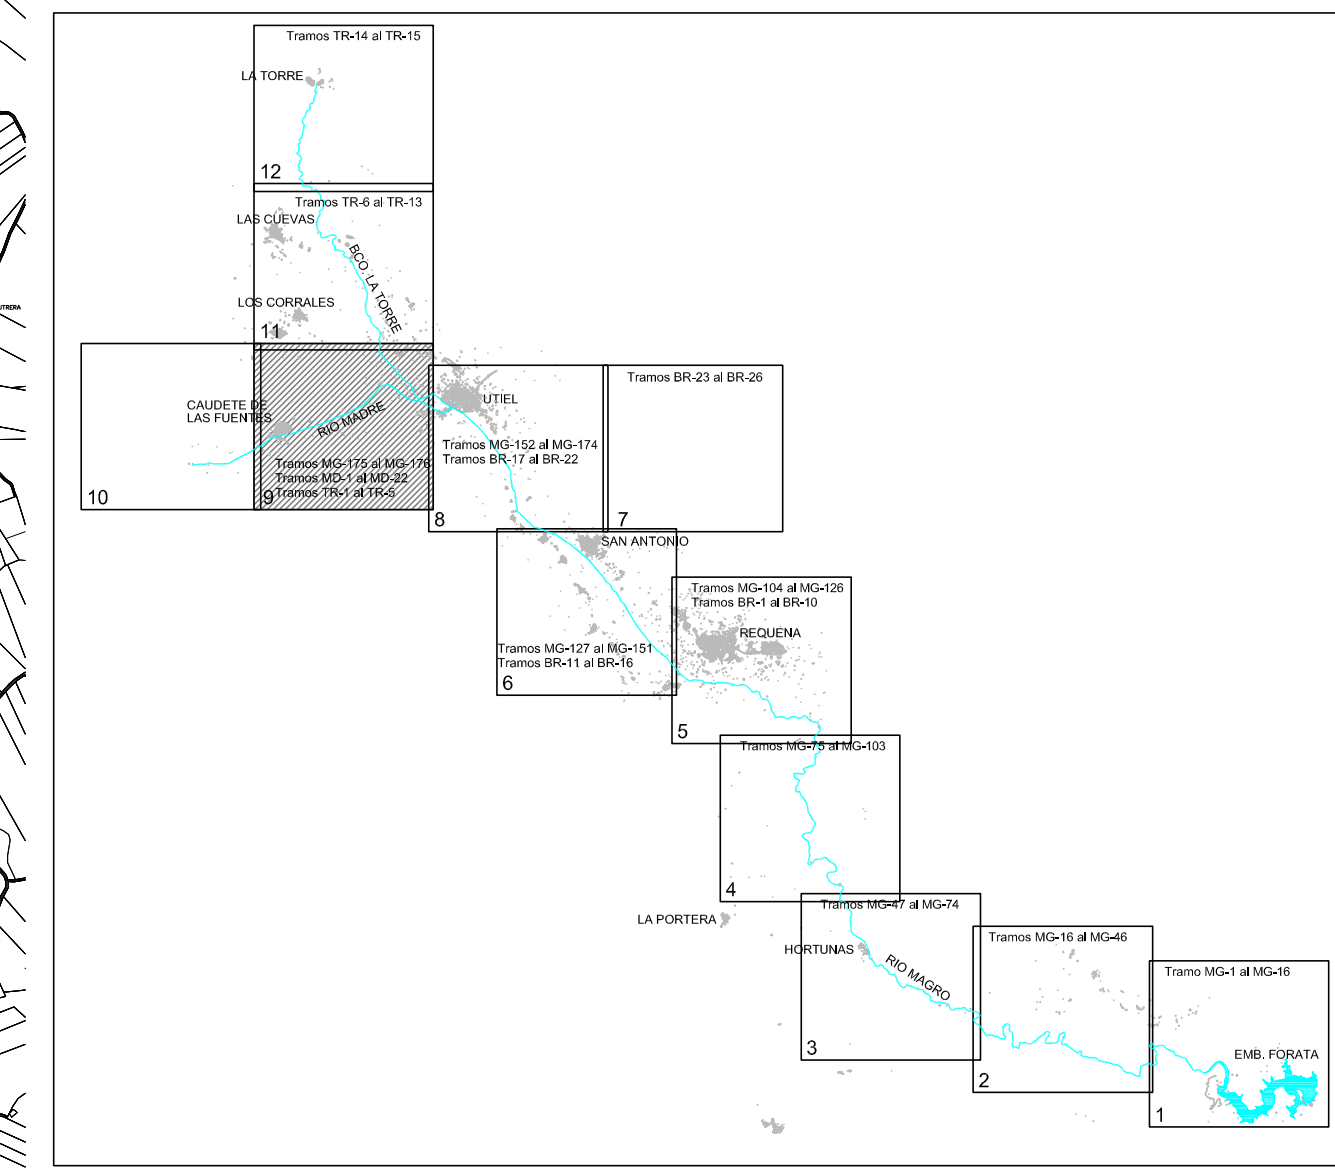 Tramos TR-14 al TR-15
LA TORRE
12
Tramos TR-6 al TR-13
LAS CUEVAS
BCO. LA TORRE
UTRERA
LOS CORRALES
11
Tramos BR-23 al BR-26
CAUDETE DE
LAS FUENTES
RIO MADRE
UTIEL
Tramos MG-152 al MG-174
Tramos BR-17 al BR-22
Tramos MG-175 al MG-176
Tramos MD-1 al MD-22
Tramos TR-1 al TR-5
10
9
8
7
SAN ANTONIO
Tramos MG-104 al MG-126
Tramos BR-1 al BR-10
REQUENA
Tramos MG-127 al MG-151
Tramos BR-11 al BR-16
6
5
Tramos MG-75 al MG-103
4
Tramos MG-47 al MG-74
LA PORTERA
HORTUNAS
RIO MAGRO
Tramos MG-16 al MG-46
Tramo MG-1 al MG-16
3
EMB. FORATA
2
1